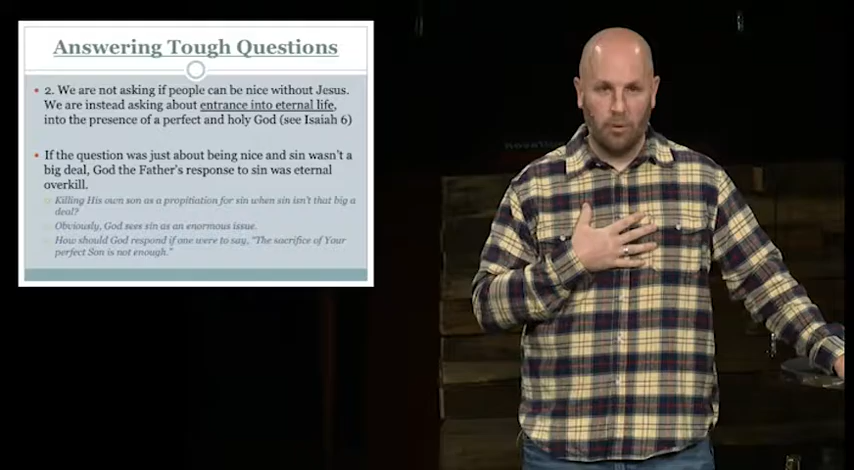 Answering Tough Questions
2. We are not asking if people can be nice without Jesus.
We are instead asking about entrance into eternal life,
into the presence of a perfect and holy God (see Isaiah 6)
If the question was just about being nice and sin wasn't a
big deal, God the Father's response to sin was eternal
overkill.
Killing His own son as a propitiation for sin when sin isn't that big a
deal?
Obviously, God sees sin as an enormous issue.
How should God respond if one were to say, "The sacrifice of Your
perfect Son is not enough."